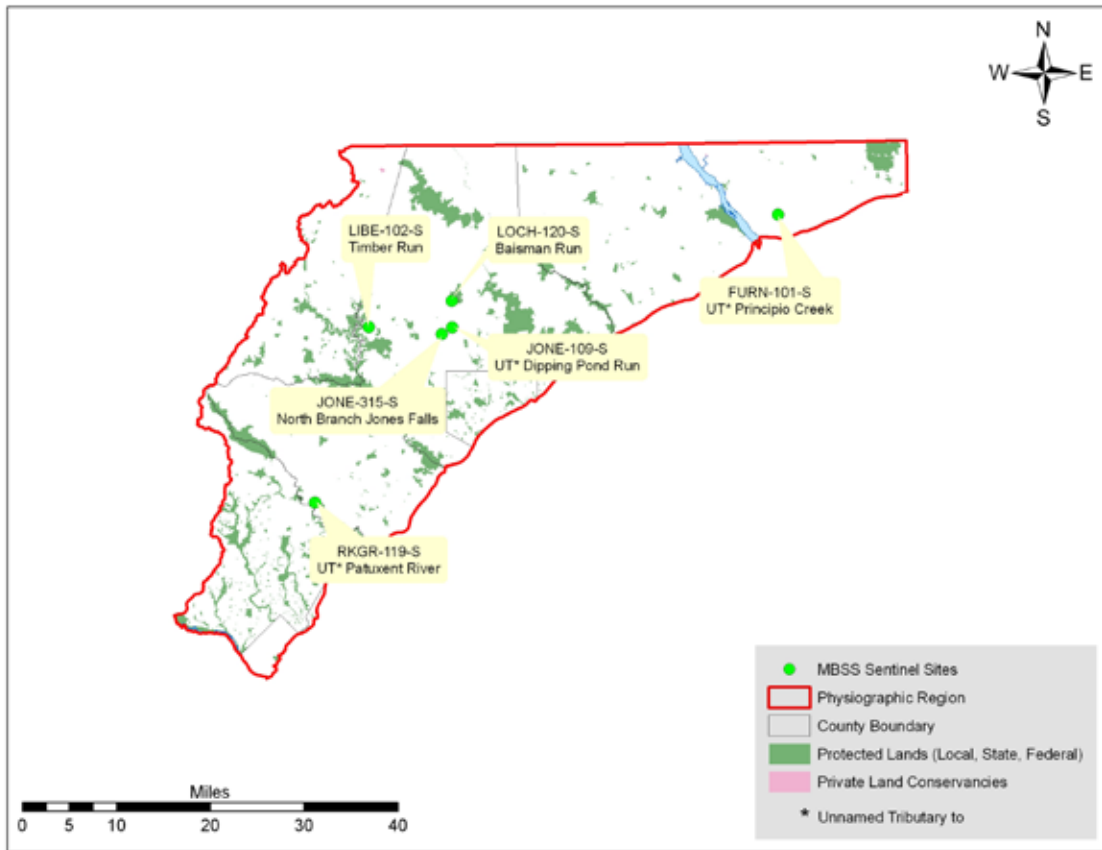 N
W E
S
LIBE-102-S
Timber Run
LOCH-120-S
Baisman Run
FURN-101-S
UT* Principio Creek
JONE-109-S
UT* Dipping Pond Run
JONE-315-S
North Branch Jones Falls
RKGR-119-S
UT* Patuxent River
MBSS Sentinel Sites
Physiographic Region
County Boundary
Protected Lands (Local, State, Federal)
Private Land Conservancies
* Unnamed Tributary to
Miles
0 5 10 20 30 40